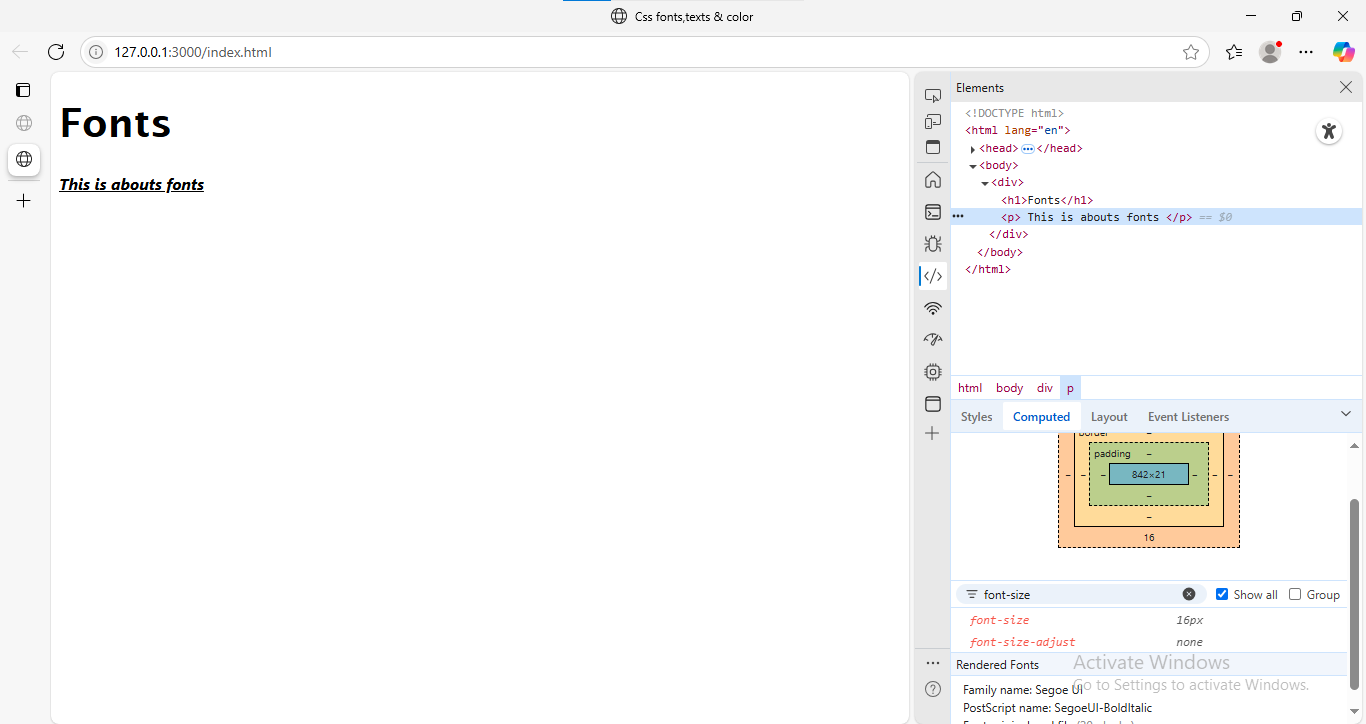 Css fonts,texts & color
127.0.0.1:3000/index.html
Fonts
This is abouts fonts
Elements
<!DOCTYPE html>
<html lang="en">
<head> ⋯ </head>
<body>
<div>
<h1>Fonts</h1>
<p> This is abouts fonts </p> == $0
</div>
</body>
</html>
html body div p
Styles Computed Layout Event Listeners
border –
padding –
– – – 842×21 – – –
–
–
16
font-size Show all Group
font-size 16px
font-size-adjust none
Rendered Fonts
Activate Windows
Go to Settings to activate Windows.
Family name: Segoe UI
PostScript name: SegoeUI-BoldItalic